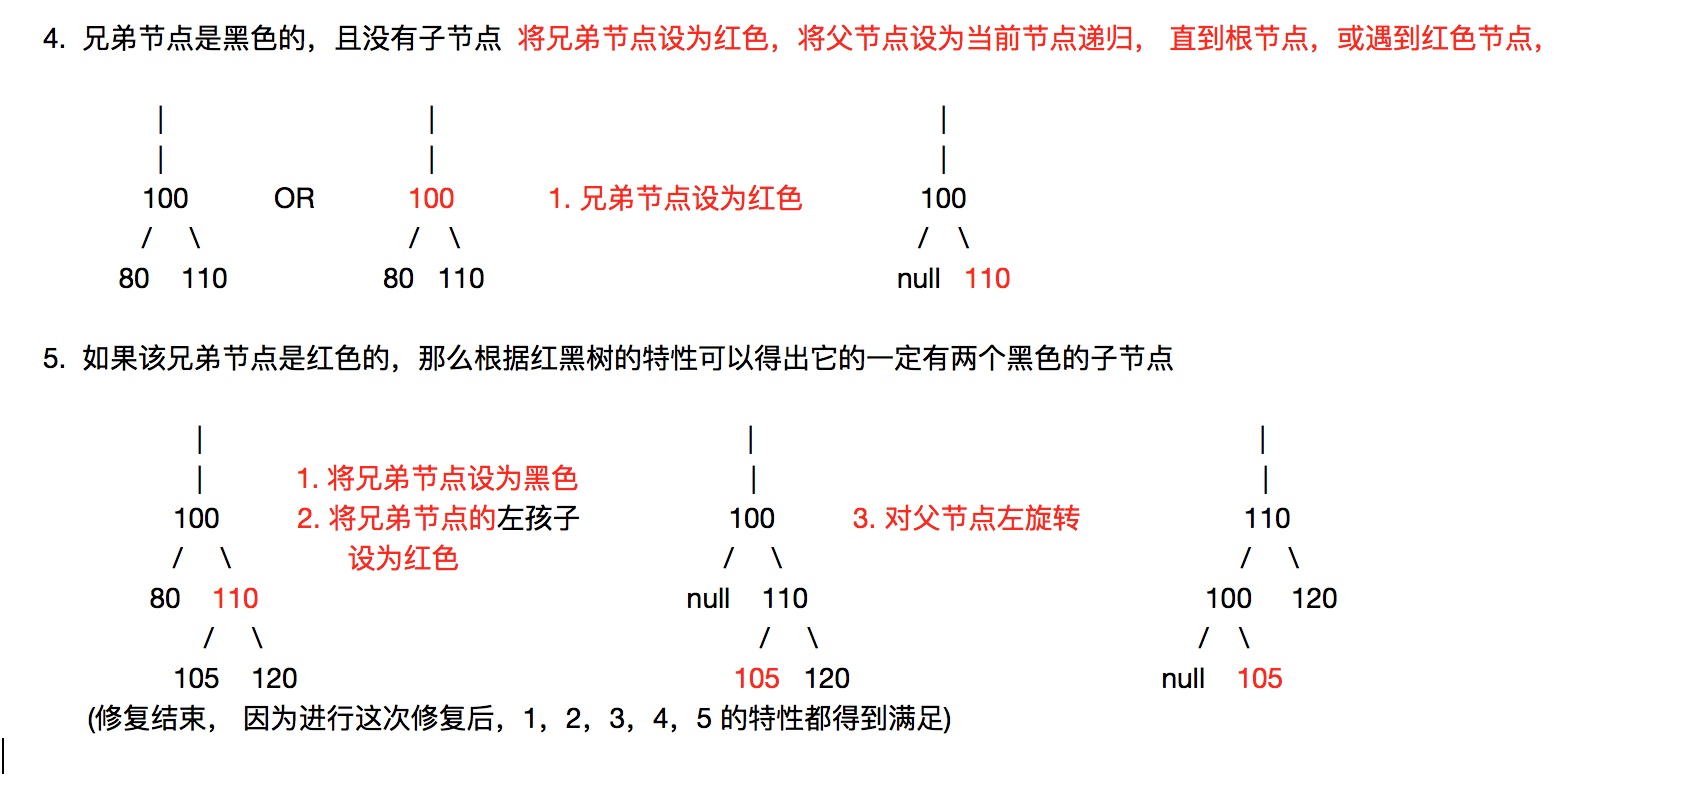 4. 兄弟节点是黑色的，且没有子节点 将兄弟节点设为红色，将父节点设为当前节点递归， 直到根节点，或遇到红色节点，
| | |
| | |
100 OR 100 1. 兄弟节点设为红色 100
/ \ / \ / \
80 110 80 110 null 110
5. 如果该兄弟节点是红色的，那么根据红黑树的特性可以得出它的一定有两个黑色的子节点
| | |
| 1. 将兄弟节点设为黑色 | |
100 2. 将兄弟节点的左孩子 100 3. 对父节点左旋转 110
/ \ 设为红色 / \ / \
80 110 null 110 100 120
/ \ / \ / \
105 120 105 120 null 105
(修复结束， 因为进行这次修复后，1，2，3，4，5 的特性都得到满足)